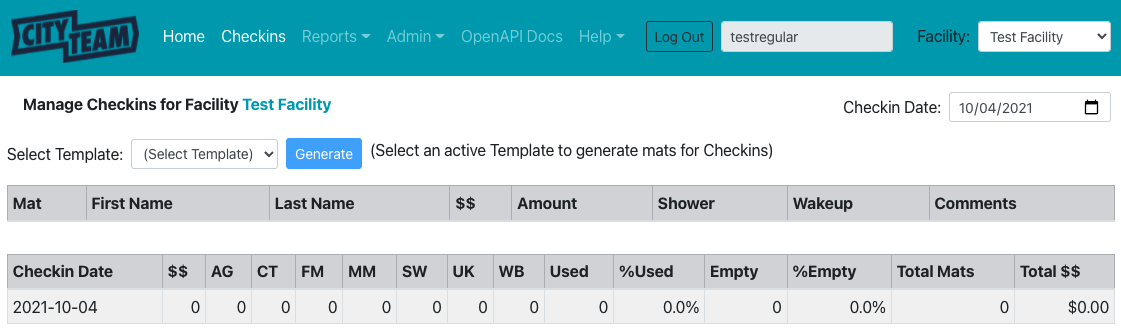 CITY TEAM Home Checkins Reports Admin OpenAPI Docs Help Log Out testregular Facility: Test Facility
Manage Checkins for Facility Test Facility Checkin Date: 10/04/2021
Select Template: (Select Template) Generate (Select an active Template to generate mats for Checkins)
Mat First Name Last Name $$ Amount Shower Wakeup Comments
Checkin Date $$ AG CT FM MM SW UK WB Used %Used Empty %Empty Total Mats Total $$
2021-10-04 0 0 0 0 0 0 0 0 0 0.0% 0 0.0% 0 $0.00